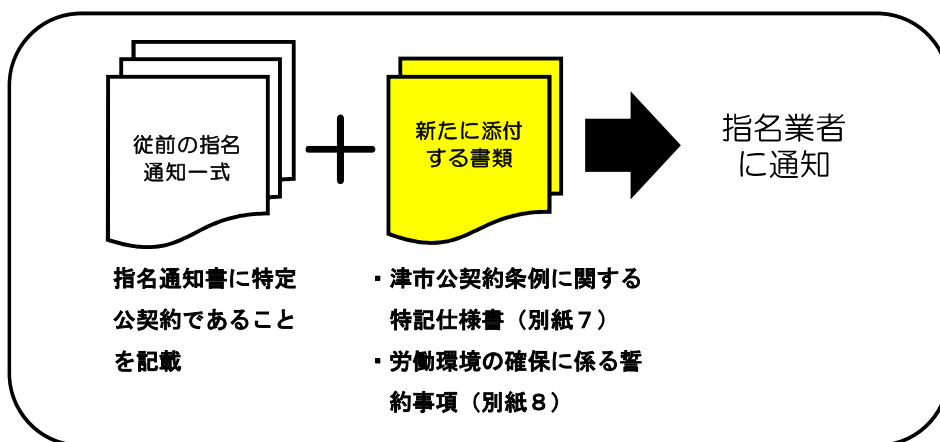 従前の指名
通知一式
新たに添付
する書類
指名業者
に通知
指名通知書に特定
公契約であること
を記載
・津市公契約条例に関する
特記仕様書（別紙７）
・労働環境の確保に係る誓
約事項（別紙８）